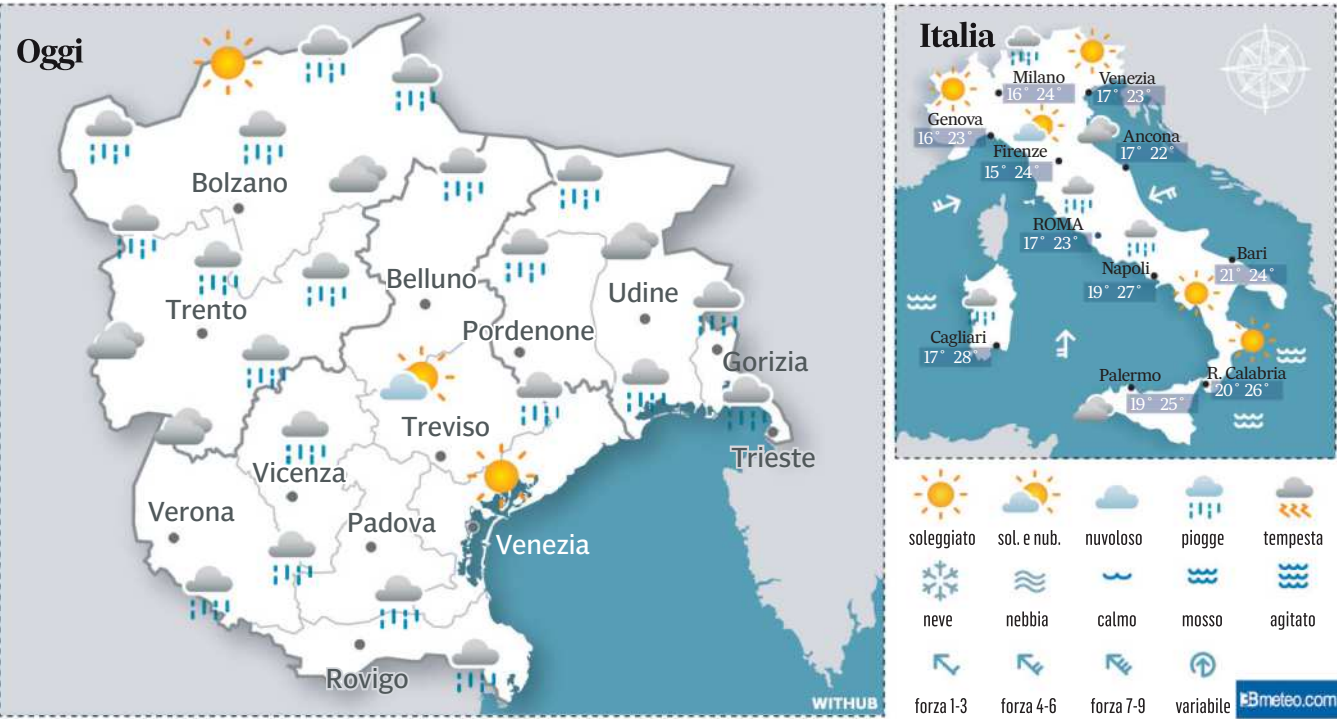 Oggi
Bolzano
Trento
Belluno
Udine
Pordenone
Gorizia
Treviso
Trieste
Vicenza
Verona
Padova
Venezia
Rovigo
WITHUB
Italia
Milano
16° 24°
Venezia
17° 23°
Genova
16° 23°
Ancona
17° 22°
Firenze
15° 24°
ROMA
17° 23°
Bari
21° 24°
Napoli
19° 27°
Cagliari
17° 28°
Palermo
19° 25°
R. Calabria
20° 26°
soleggiato
sol. e nub.
nuvoloso
piogge
tempesta
neve
nebbia
calmo
mosso
agitato
forza 1-3
forza 4-6
forza 7-9
variabile
3Bmeteo.com